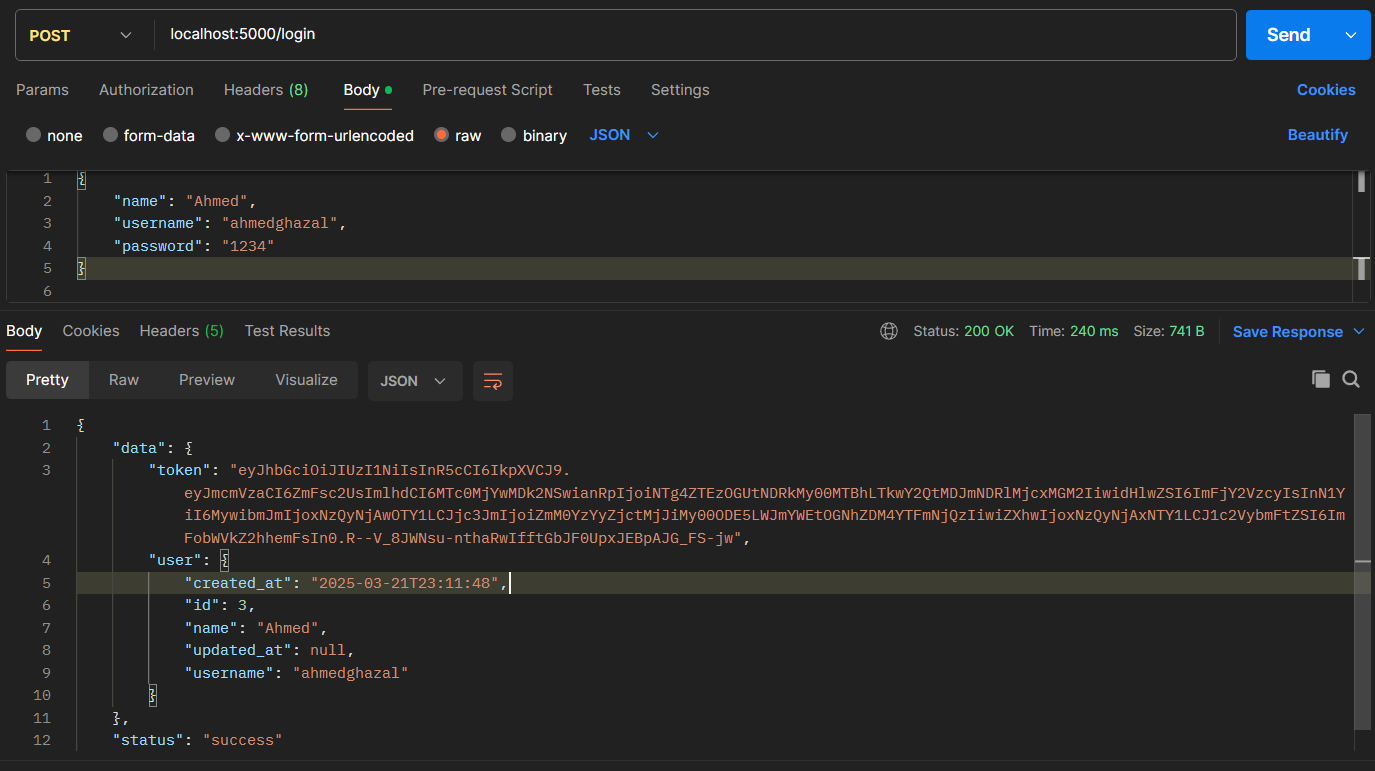 POST localhost:5000/login Send
Params Authorization Headers (8) Body Pre-request Script Tests Settings Cookies
none form-data x-www-form-urlencoded raw binary JSON Beautify
1 {
2 "name": "Ahmed",
3 "username": "ahmedghazal",
4 "password": "1234"
5 }
6
Body Cookies Headers (5) Test Results Status: 200 OK Time: 240 ms Size: 741 B Save Response
Pretty Raw Preview Visualize JSON
1 {
2 "data": {
3 "token": "eyJhbGciOiJIUzI1NiIsInR5cCI6IkpXVCJ9.
eyJmcmVzaCI6ZmFsc2UsImlhdCI6MTc0MjYwMDk2NSwianRpIjoiNTg4ZTEzOGUtNDRkMy00MTBhLTkwY2QtMDJmNDRlMjcxMGM2IiwidHlwZSI6ImFjY2VzcyIsInN1Y
iI6MywibmJmIjoxNzQyNjAwOTY1LCJjc3JmIjoiZmM0YzYyZjctMjJiMy00ODE5LWJmYWEtOGNhZDM4YTFmNjQzIiwiZXhwIjoxNzQyNjAxNTY1LCJ1c2VybmFtZSI6Im
FobWVkZ2hhemFsIn0.R--V_8JWNsu-nthaRwIfftGbJF0UpxJEBpAJG_FS-jw",
4 "user": {
5 "created_at": "2025-03-21T23:11:48",
6 "id": 3,
7 "name": "Ahmed",
8 "updated_at": null,
9 "username": "ahmedghazal"
10 }
11 },
12 "status": "success"